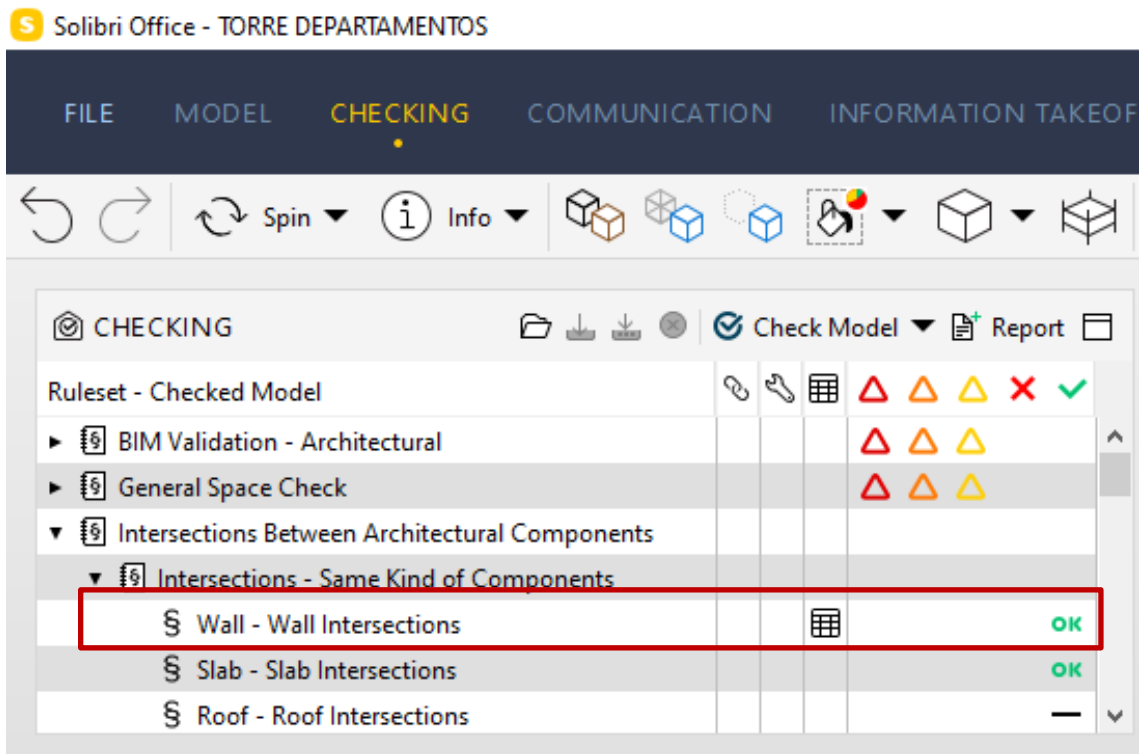 S Solibri Office - TORRE DEPARTAMENTOS
FILE MODEL CHECKING COMMUNICATION INFORMATION TAKEOF
Spin i Info
CHECKING Check Model Report
Ruleset - Checked Model
§ BIM Validation - Architectural
§ General Space Check
§ Intersections Between Architectural Components
§ Intersections - Same Kind of Components
§ Wall - Wall Intersections OK
§ Slab - Slab Intersections OK
§ Roof - Roof Intersections —